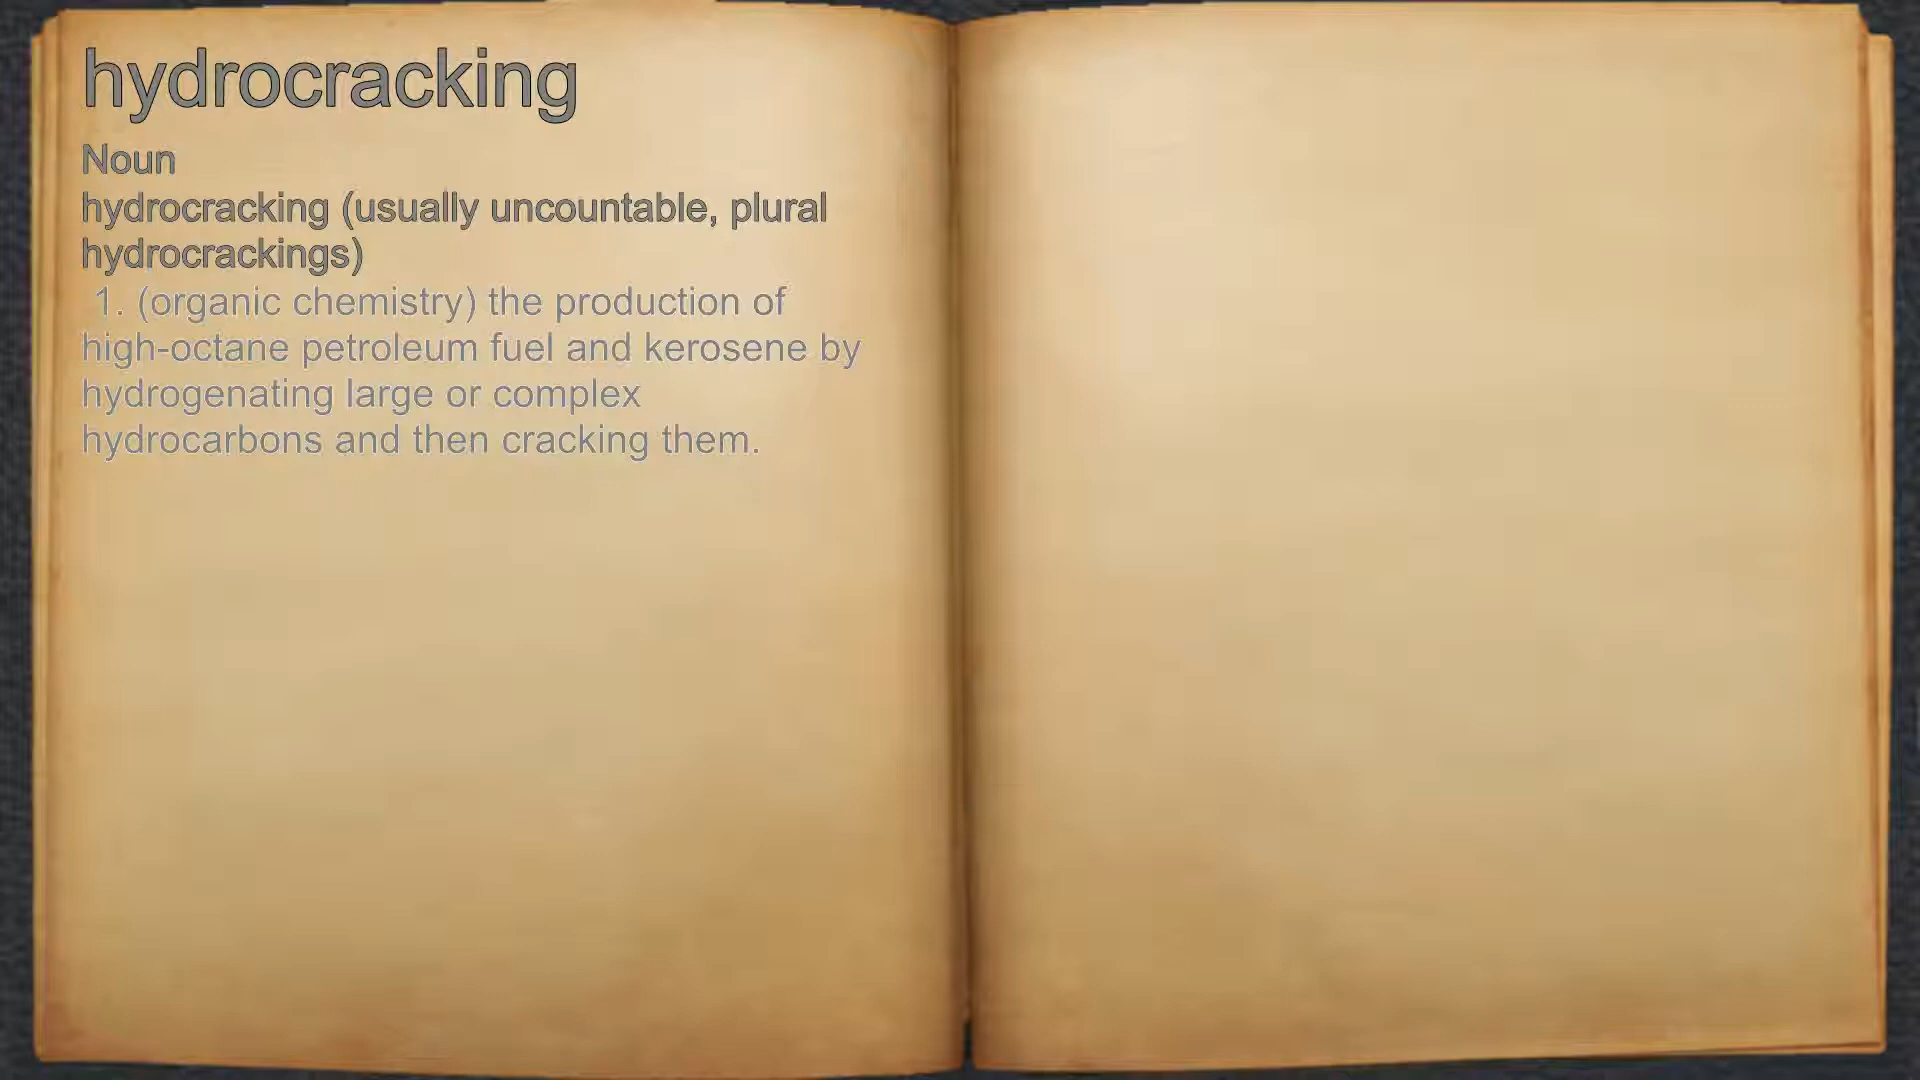 hydrocracking
Noun
hydrocracking (usually uncountable, plural
hydrocrackings)
1. (organic chemistry) the production of
high-octane petroleum fuel and kerosene by
hydrogenating large or complex
hydrocarbons and then cracking them.